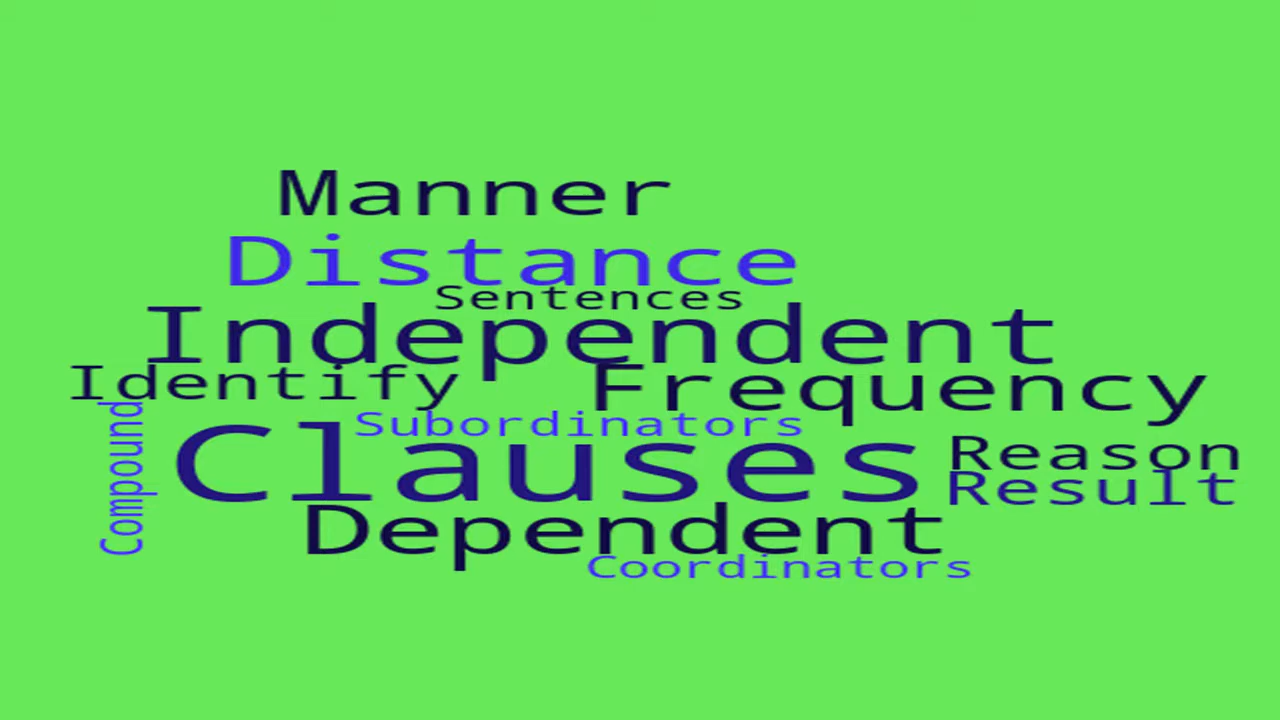 Manner
Distance
Sentences
Independent
Identify
Frequency
Subordinators
Compound
Clauses
Reason
Result
Dependent
Coordinators